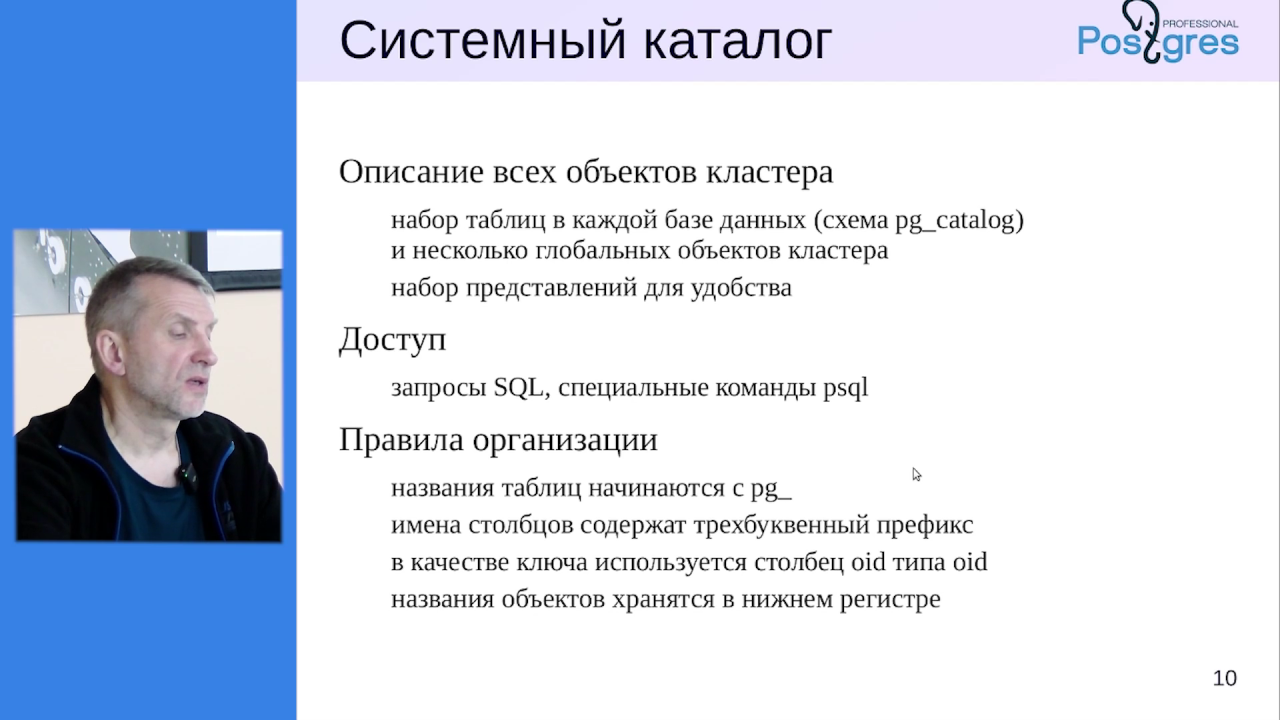 Системный каталог
PROFESSIONAL
Postgres
Описание всех объектов кластера
набор таблиц в каждой базе данных (схема pg_catalog)
и несколько глобальных объектов кластера
набор представлений для удобства
Доступ
запросы SQL, специальные команды psql
Правила организации
названия таблиц начинаются с pg_
имена столбцов содержат трехбуквенный префикс
в качестве ключа используется столбец oid типа oid
названия объектов хранятся в нижнем регистре
10